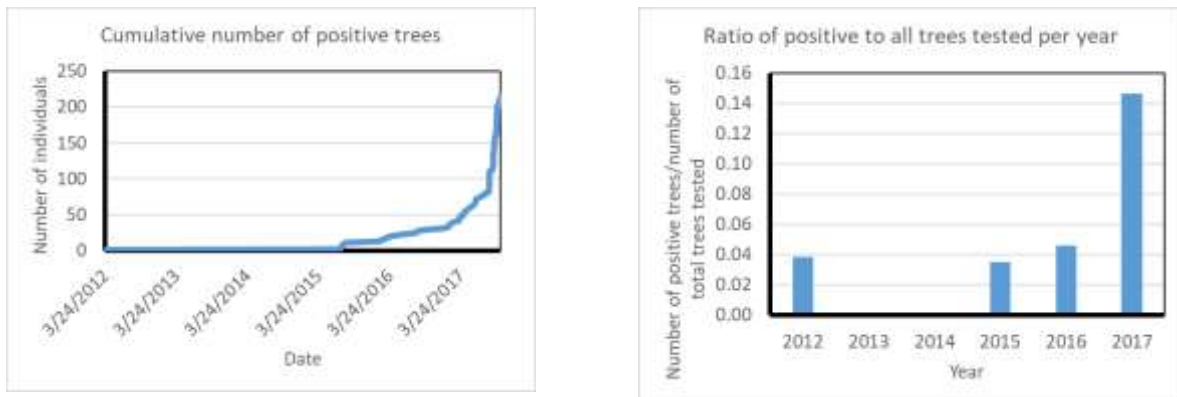 Cumulative number of positive trees
Number of individuals
250
200
150
100
50
0
3/24/2012
3/24/2013
3/24/2014
3/24/2015
3/24/2016
3/24/2017
Date
Ratio of positive to all trees tested per year
Number of positive trees/number of
total trees tested
0.16
0.14
0.12
0.10
0.08
0.06
0.04
0.02
0.00
2012 2013 2014 2015 2016 2017
Year